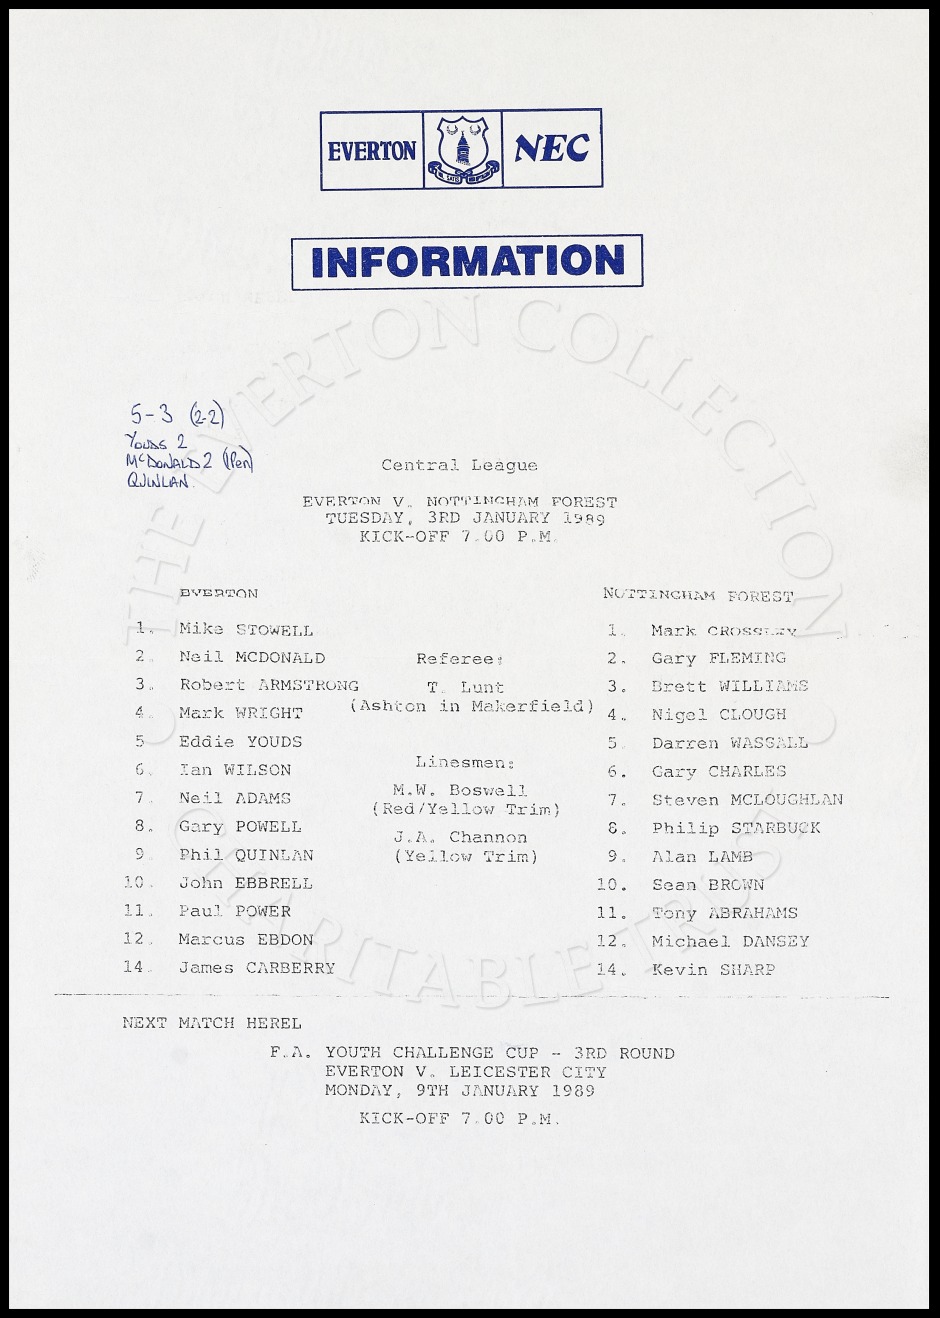 EVERTON NEC
INFORMATION
THE EVERTON COLLECTION CHARITABLE TRUST
5-3 (2-2)
YOUDS 2
McDONALD 2 (Pen)
QUINLAN
Central League
EVERTON V. NOTTINGHAM FOREST
TUESDAY, 3RD JANUARY 1989
KICK-OFF 7.00 P.M.
EVERTON
1. Mike STOWELL
2. Neil MCDONALD
3. Robert ARMSTRONG
4. Mark WRIGHT
5. Eddie YOUDS
6. Ian WILSON
7. Neil ADAMS
8. Gary POWELL
9. Phil QUINLAN
10. John EBBRELL
11. Paul POWER
12. Marcus EBDON
14. James CARBERRY
Referee:
T. Lunt
(Ashton in Makerfield)
Linesmen:
M.W. Boswell
(Red/Yellow Trim)
J.A. Channon
(Yellow Trim)
NOTTINGHAM FOREST
1. Mark CROSSLEY
2. Gary FLEMING
3. Brett WILLIAMS
4. Nigel CLOUGH
5. Darren WASSALL
6. Gary CHARLES
7. Steven MCLOUGHLAN
8. Philip STARBUCK
9. Alan LAMB
10. Sean BROWN
11. Tony ABRAHAMS
12. Michael DANSEY
14. Kevin SHARP
NEXT MATCH HEREL
F.A. YOUTH CHALLENGE CUP - 3RD ROUND
EVERTON V. LEICESTER CITY
MONDAY, 9TH JANUARY 1989
KICK-OFF 7.00 P.M.